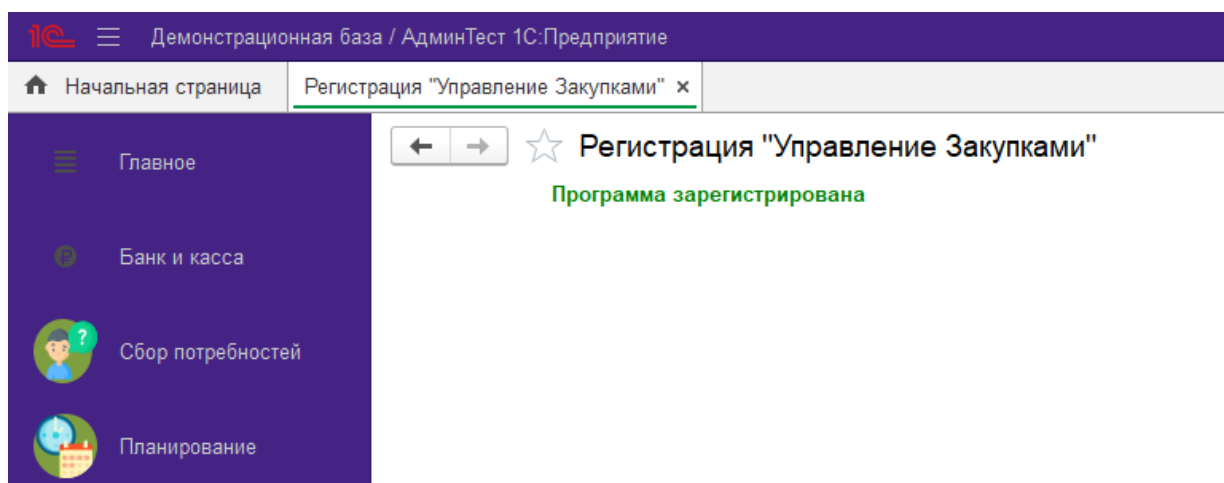 1С Демонстрационная база / АдминТест 1С:Предприятие
Начальная страница Регистрация "Управление Закупками" ×
Главное
Регистрация "Управление Закупками"
Программа зарегистрирована
Банк и касса
Сбор потребностей
Планирование